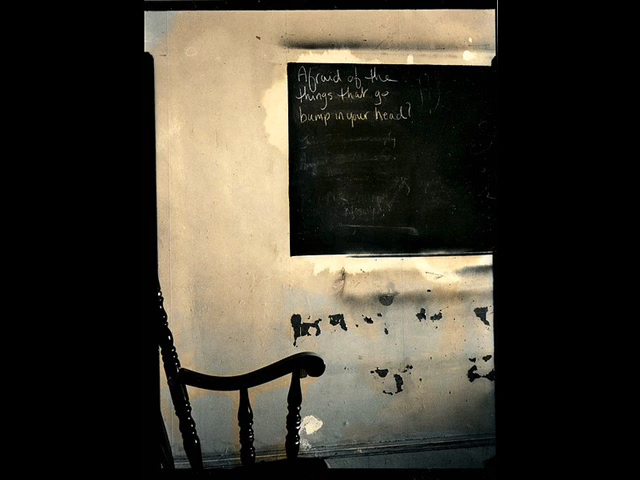 Afraid of the
things that go
bump in your head?